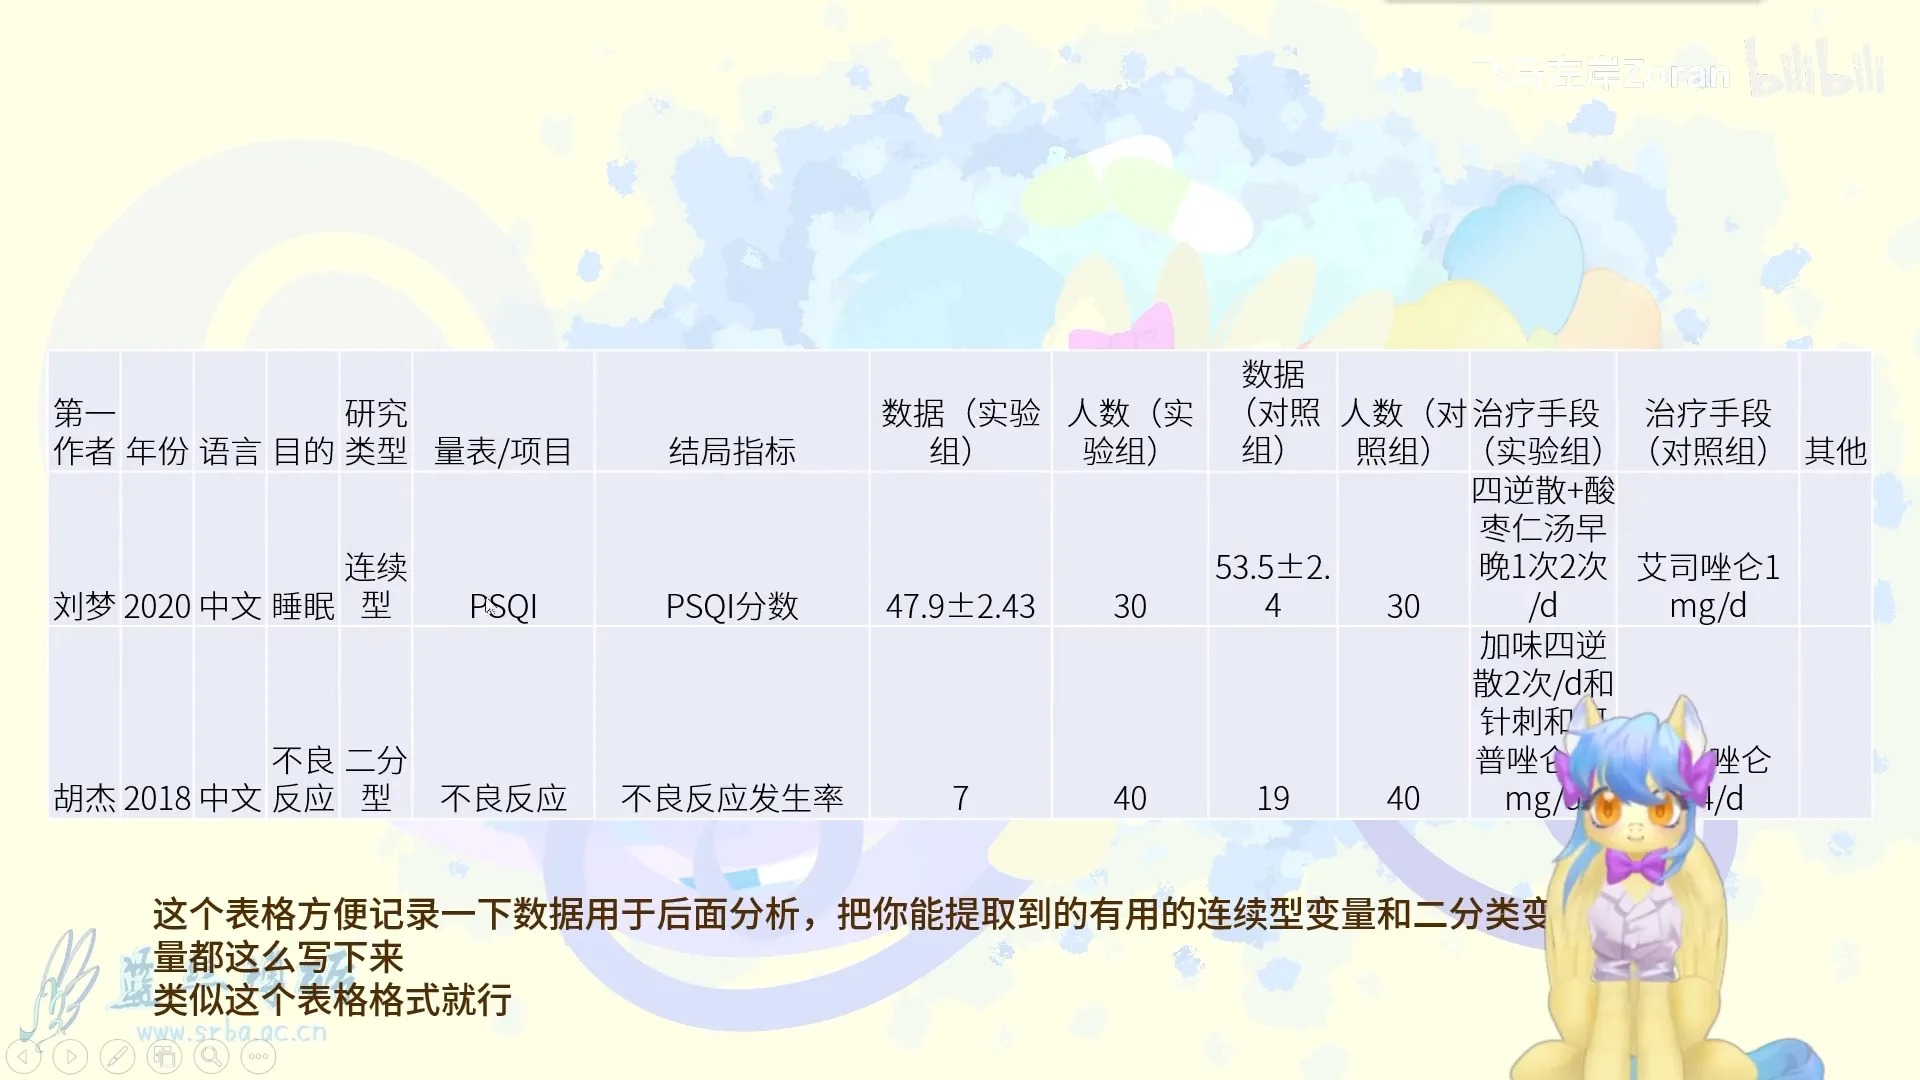 左岸Zoran bilibili
第一作者 年份 语言 目的 研究类型 量表/项目 结局指标 数据（实验组） 人数（实验组） 数据（对照组） 人数（对照组） 治疗手段（实验组） 治疗手段（对照组） 其他
刘梦 2020 中文 睡眠 连续型 PSQI PSQI分数 47.9±2.43 30 53.5±2.4 30 四逆散+酸枣仁汤早晚1次2次/d 艾司唑仑1mg/d
胡杰 2018 中文 不良反应 二分型 不良反应 不良反应发生率 7 40 19 40 加味四逆散2次/d和针刺和 普唑仑 mg/d 唑仑 /d
这个表格方便记录一下数据用于后面分析，把你能提取到的有用的连续型变量和二分类变
量都这么写下来
类似这个表格格式就行
www.srba.ac.cn